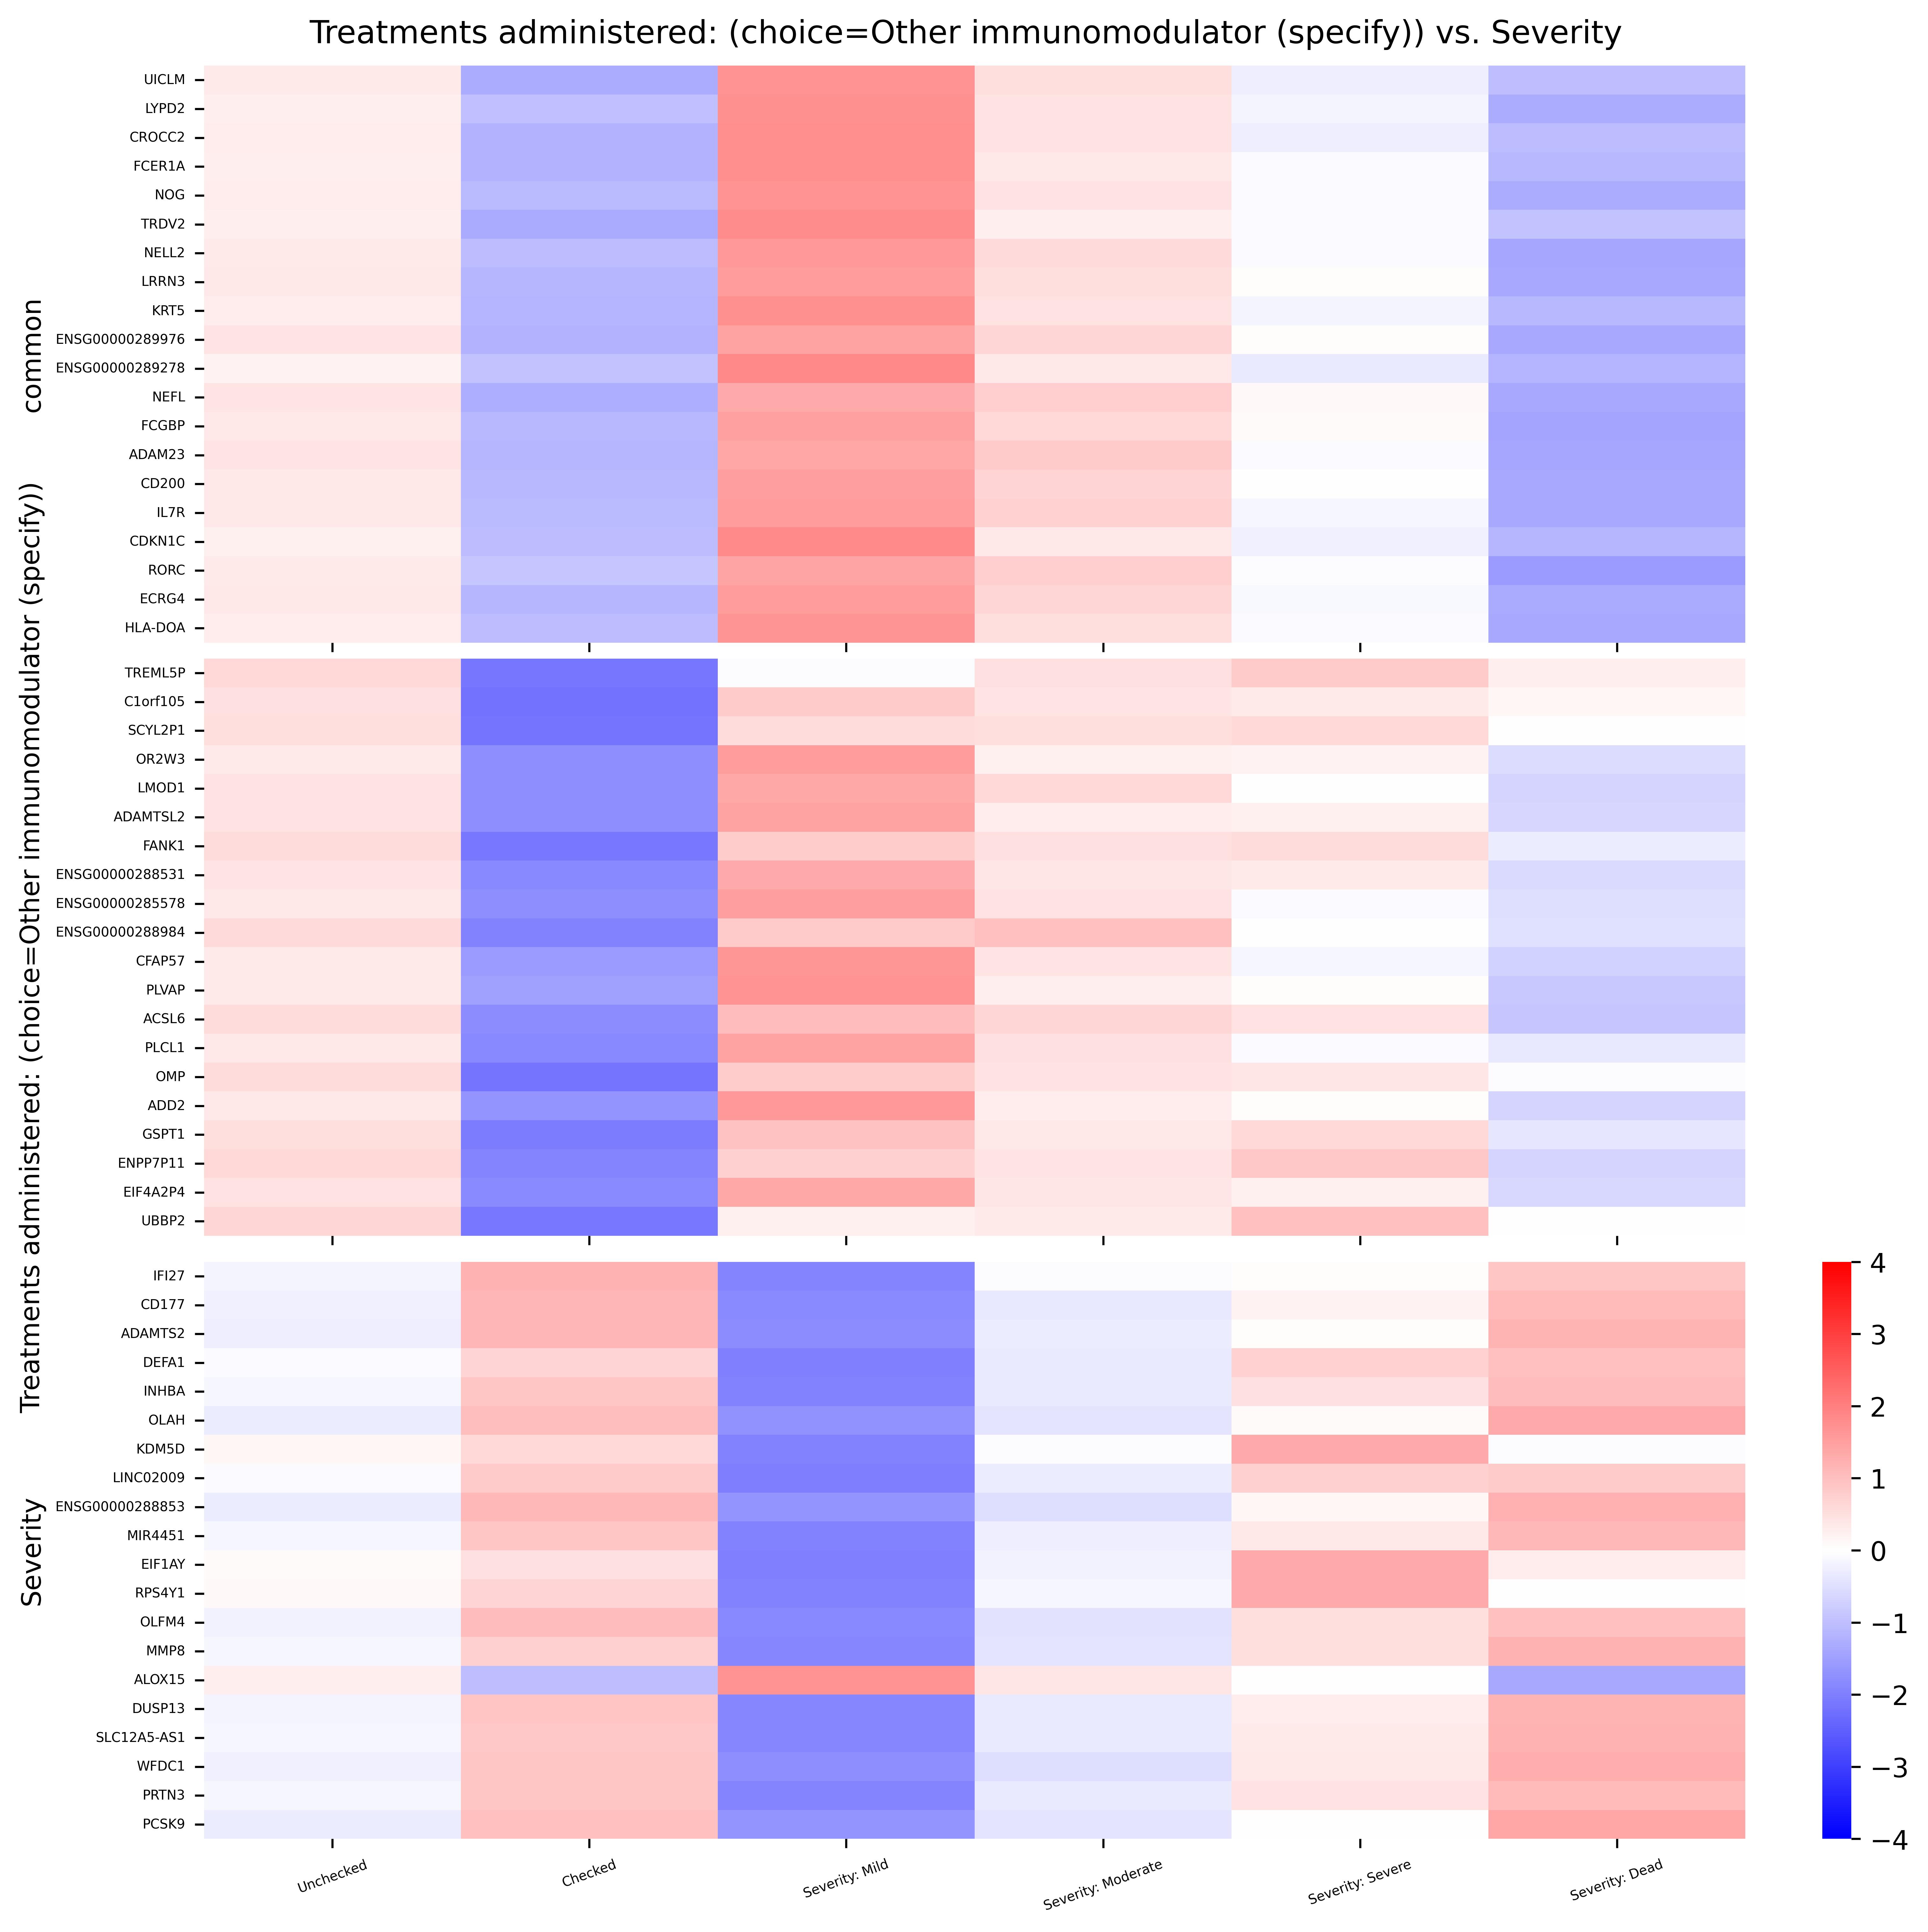 Treatments administered: (choice=Other immunomodulator (specify)) vs. Severity
common
UICLM
LYPD2
CROCC2
FCER1A
NOG
TRDV2
NELL2
LRRN3
KRT5
ENSG00000289976
ENSG00000289278
NEFL
FCGBP
ADAM23
CD200
IL7R
CDKN1C
RORC
ECRG4
HLA-DOA
Treatments administered: (choice=Other immunomodulator (specify))
TREML5P
C1orf105
SCYL2P1
OR2W3
LMOD1
ADAMTSL2
FANK1
ENSG00000288531
ENSG00000285578
ENSG00000288984
CFAP57
PLVAP
ACSL6
PLCL1
OMP
ADD2
GSPT1
ENPP7P11
EIF4A2P4
UBBP2
Severity
IFI27
CD177
ADAMTS2
DEFA1
INHBA
OLAH
KDM5D
LINC02009
ENSG00000288853
MIR4451
EIF1AY
RPS4Y1
OLFM4
MMP8
ALOX15
DUSP13
SLC12A5-AS1
WFDC1
PRTN3
PCSK9
Unchecked
Checked
Severity: Mild
Severity: Moderate
Severity: Severe
Severity: Dead
4
3
2
1
0
−1
−2
−3
−4